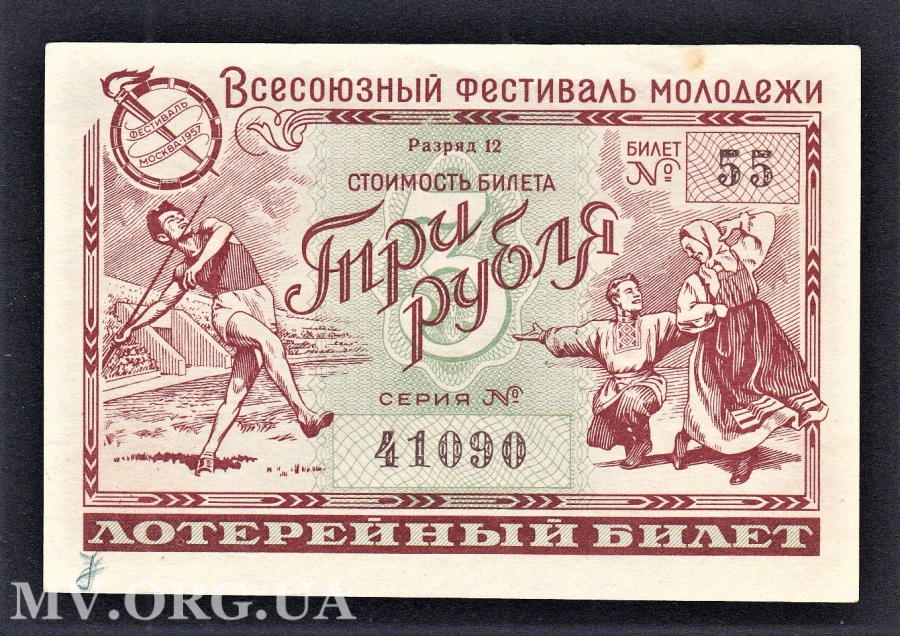 Всесоюзный фестиваль молодежи
ФЕСТИВАЛЬ
МОСКВА 1957
Разряд 12
СТОИМОСТЬ БИЛЕТА
Три
рубля
3
БИЛЕТ
№ 55
СЕРИЯ №
41090
ЛОТЕРЕЙНЫЙ БИЛЕТ
MV.ORG.UA